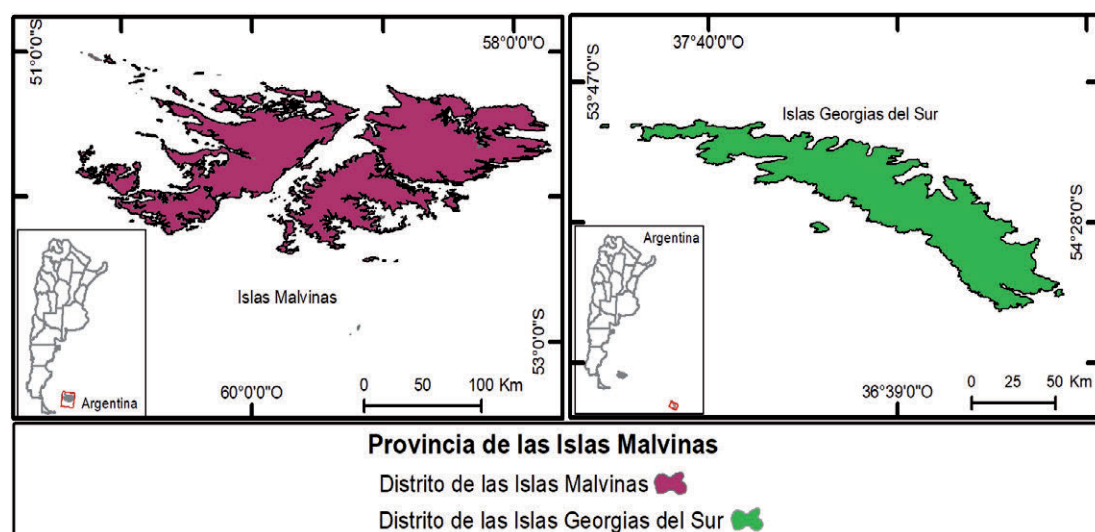 51°0'0"S
58°0'0"O
Islas Malvinas
Argentina
60°0'0"O
0 50 100 Km
53°0'0"S
37°40'0"O
53°47'0"S
Islas Georgias del Sur
54°28'0"S
Argentina
36°39'0"O
0 25 50 Km
Provincia de las Islas Malvinas
Distrito de las Islas Malvinas
Distrito de las Islas Georgias del Sur